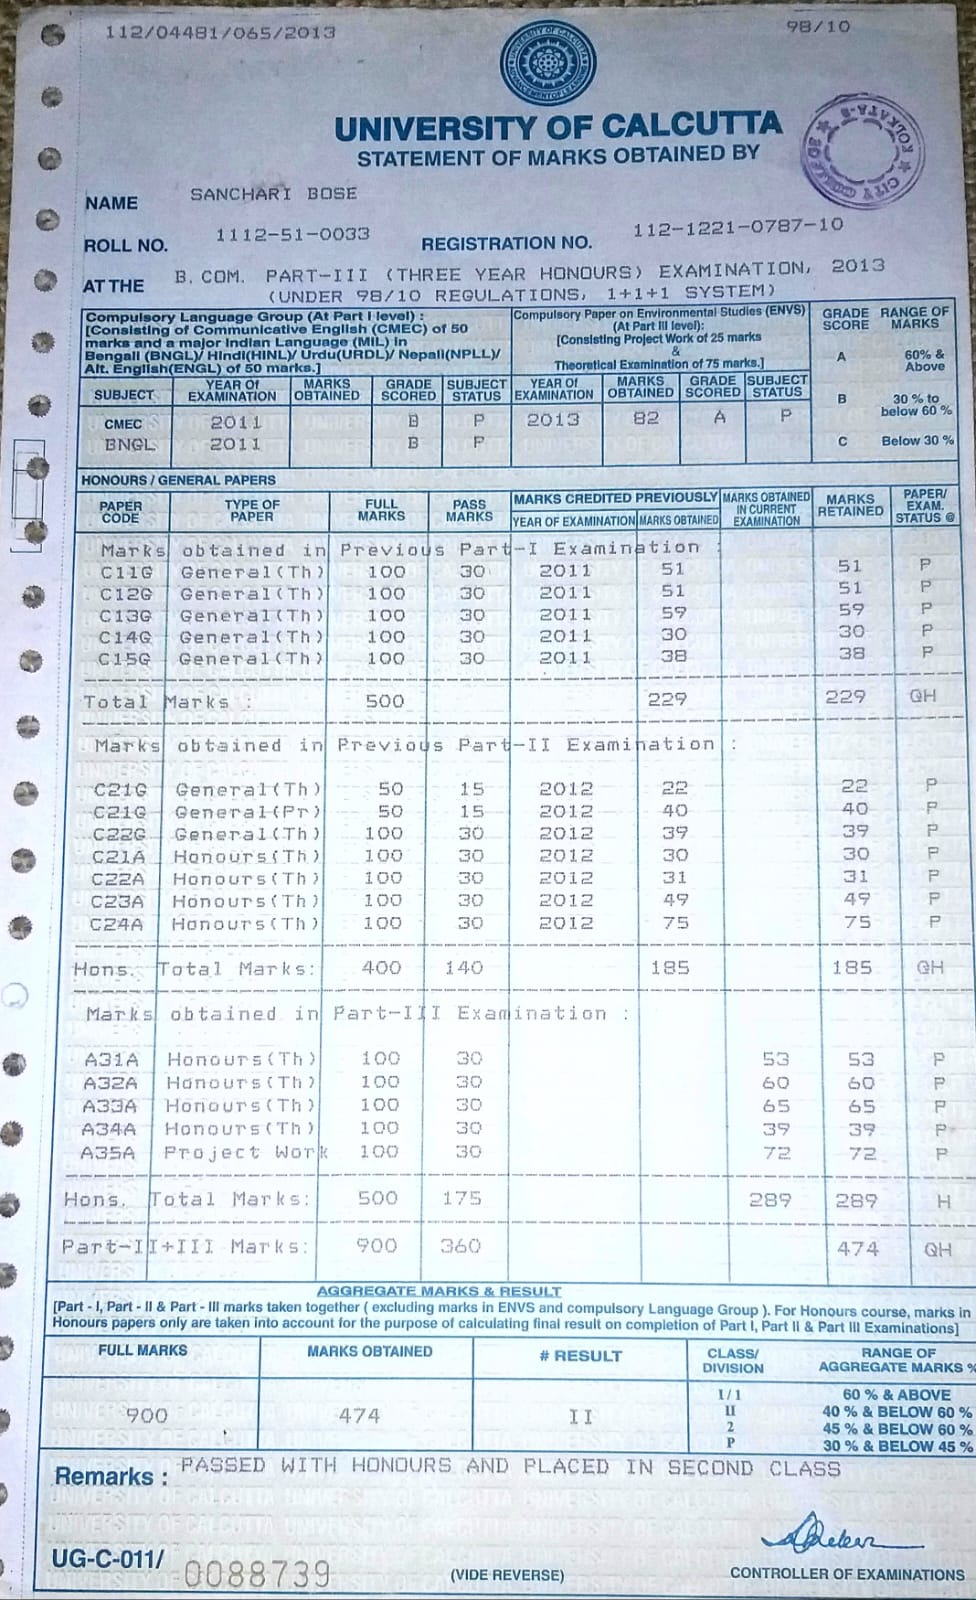 112/04481/065/2013
98/10
UNIVERSITY OF CALCUTTA
STATEMENT OF MARKS OBTAINED BY
NAME SANCHARI BOSE
ROLL NO. 1112-51-0033 REGISTRATION NO. 112-1221-0787-10
AT THE B. COM. PART-III (THREE YEAR HONOURS) EXAMINATION, 2013
(UNDER 98/10 REGULATIONS, 1+1+1 SYSTEM)
Compulsory Language Group (At Part I level) :
[Consisting of Communicative English (CMEC) of 50
marks and a major Indian Language (MIL) in
Bengali (BNGL)/ Hindi(HINL)/ Urdu(URDL)/ Nepali(NPLL)/
Alt. English(ENGL) of 50 marks.]
Compulsory Paper on Environmental Studies (ENVS)
(At Part III level):
[Consisting Project Work of 25 marks
&
Theoretical Examination of 75 marks.]
GRADE SCORE RANGE OF MARKS
A 60% & Above
B 30 % to below 60 %
C Below 30 %
SUBJECT YEAR OF EXAMINATION MARKS OBTAINED GRADE SCORED SUBJECT STATUS YEAR OF EXAMINATION MARKS OBTAINED GRADE SCORED SUBJECT STATUS
CMEC 2011 B P 2013 82 A P
BNGL 2011 B P
HONOURS / GENERAL PAPERS
PAPER CODE TYPE OF PAPER FULL MARKS PASS MARKS MARKS CREDITED PREVIOUSLY YEAR OF EXAMINATION MARKS OBTAINED MARKS OBTAINED IN CURRENT EXAMINATION MARKS RETAINED PAPER/ EXAM. STATUS @
Marks obtained in Previous Part-I Examination :
C11G General(Th) 100 30 2011 51 51 P
C12G General(Th) 100 30 2011 51 51 P
C13G General(Th) 100 30 2011 59 59 P
C14G General(Th) 100 30 2011 30 30 P
C15G General(Th) 100 30 2011 38 38 P
Total Marks : 500 229 229 QH
Marks obtained in Previous Part-II Examination :
C21G General(Th) 50 15 2012 22 22 P
C21G General(Pr) 50 15 2012 40 40 P
C22G General(Th) 100 30 2012 39 39 P
C21A Honours(Th) 100 30 2012 30 30 P
C22A Honours(Th) 100 30 2012 31 31 P
C23A Honours(Th) 100 30 2012 49 49 P
C24A Honours(Th) 100 30 2012 75 75 P
Hons. Total Marks: 400 140 185 185 QH
Marks obtained in Part-III Examination :
A31A Honours(Th) 100 30 53 53 P
A32A Honours(Th) 100 30 60 60 P
A33A Honours(Th) 100 30 65 65 P
A34A Honours(Th) 100 30 39 39 P
A35A Project Work 100 30 72 72 P
Hons. Total Marks: 500 175 289 289 H
Part-II+III Marks: 900 360 474 QH
AGGREGATE MARKS & RESULT
[Part - I, Part - II & Part - III marks taken together ( excluding marks in ENVS and compulsory Language Group ). For Honours course, marks in
Honours papers only are taken into account for the purpose of calculating final result on completion of Part I, Part II & Part III Examinations]
FULL MARKS MARKS OBTAINED # RESULT CLASS/ DIVISION RANGE OF AGGREGATE MARKS %
900 474 II
I/1 60 % & ABOVE
II 40 % & BELOW 60 %
2 45 % & BELOW 60 %
P 30 % & BELOW 45 %
Remarks : PASSED WITH HONOURS AND PLACED IN SECOND CLASS
UG-C-011/ 0088739
(VIDE REVERSE)
CONTROLLER OF EXAMINATIONS